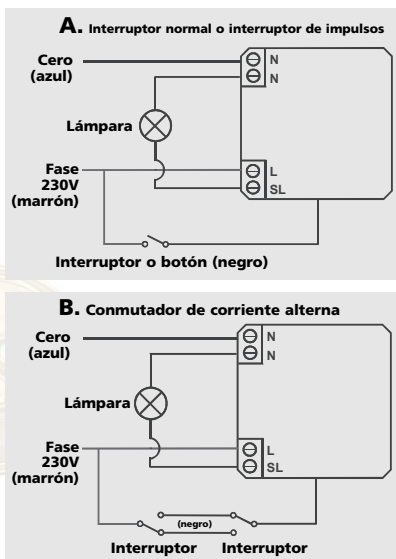 A. Interruptor normal o interruptor de impulsos
Cero
(azul)
N
N
Lámpara
Fase
230V
(marrón)
L
SL
Interruptor o botón (negro)
B. Conmutador de corriente alterna
Cero
(azul)
N
N
Lámpara
Fase
230V
(marrón)
L
SL
(negro)
Interruptor Interruptor